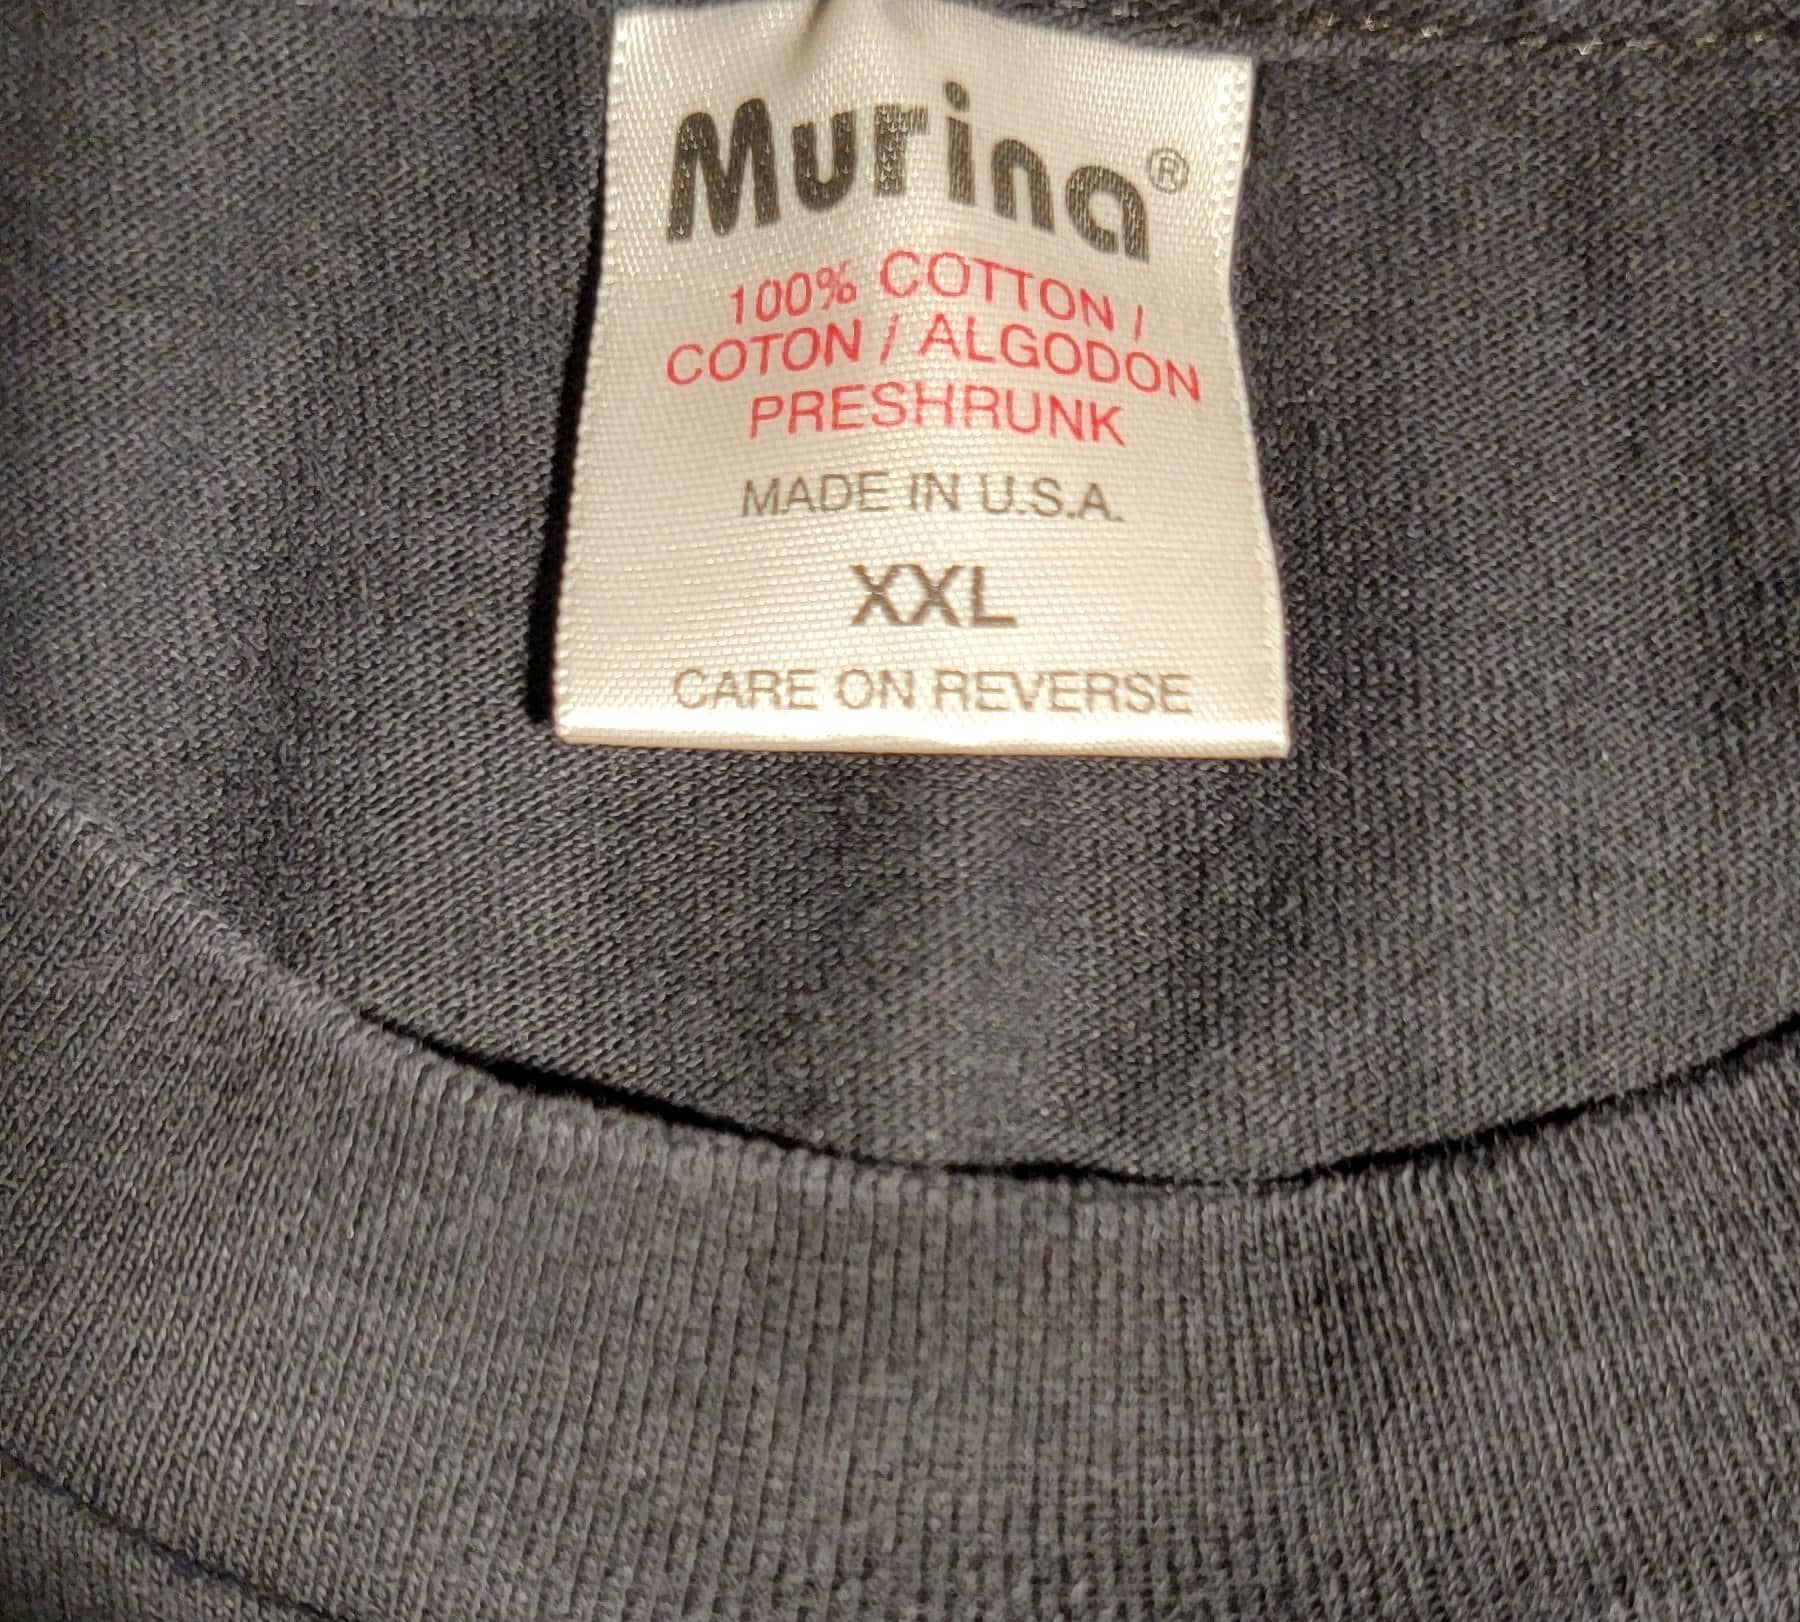 Murina®
100% COTTON /
COTON / ALGODON
PRESHRUNK
MADE IN U.S.A.
XXL
CARE ON REVERSE